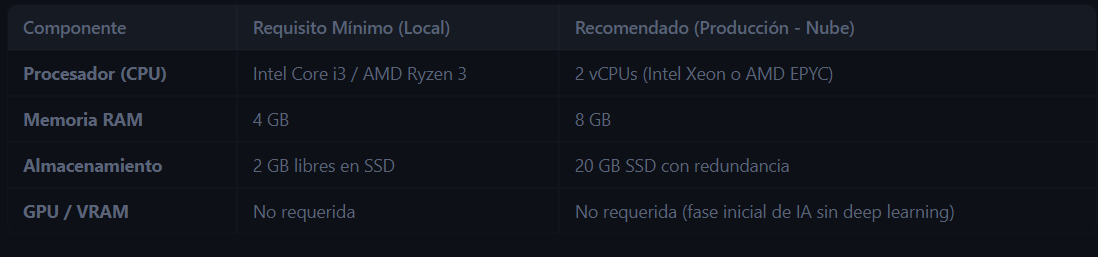 Componente Requisito Mínimo (Local) Recomendado (Producción - Nube)
Procesador (CPU) Intel Core i3 / AMD Ryzen 3 2 vCPUs (Intel Xeon o AMD EPYC)
Memoria RAM 4 GB 8 GB
Almacenamiento 2 GB libres en SSD 20 GB SSD con redundancia
GPU / VRAM No requerida No requerida (fase inicial de IA sin deep learning)